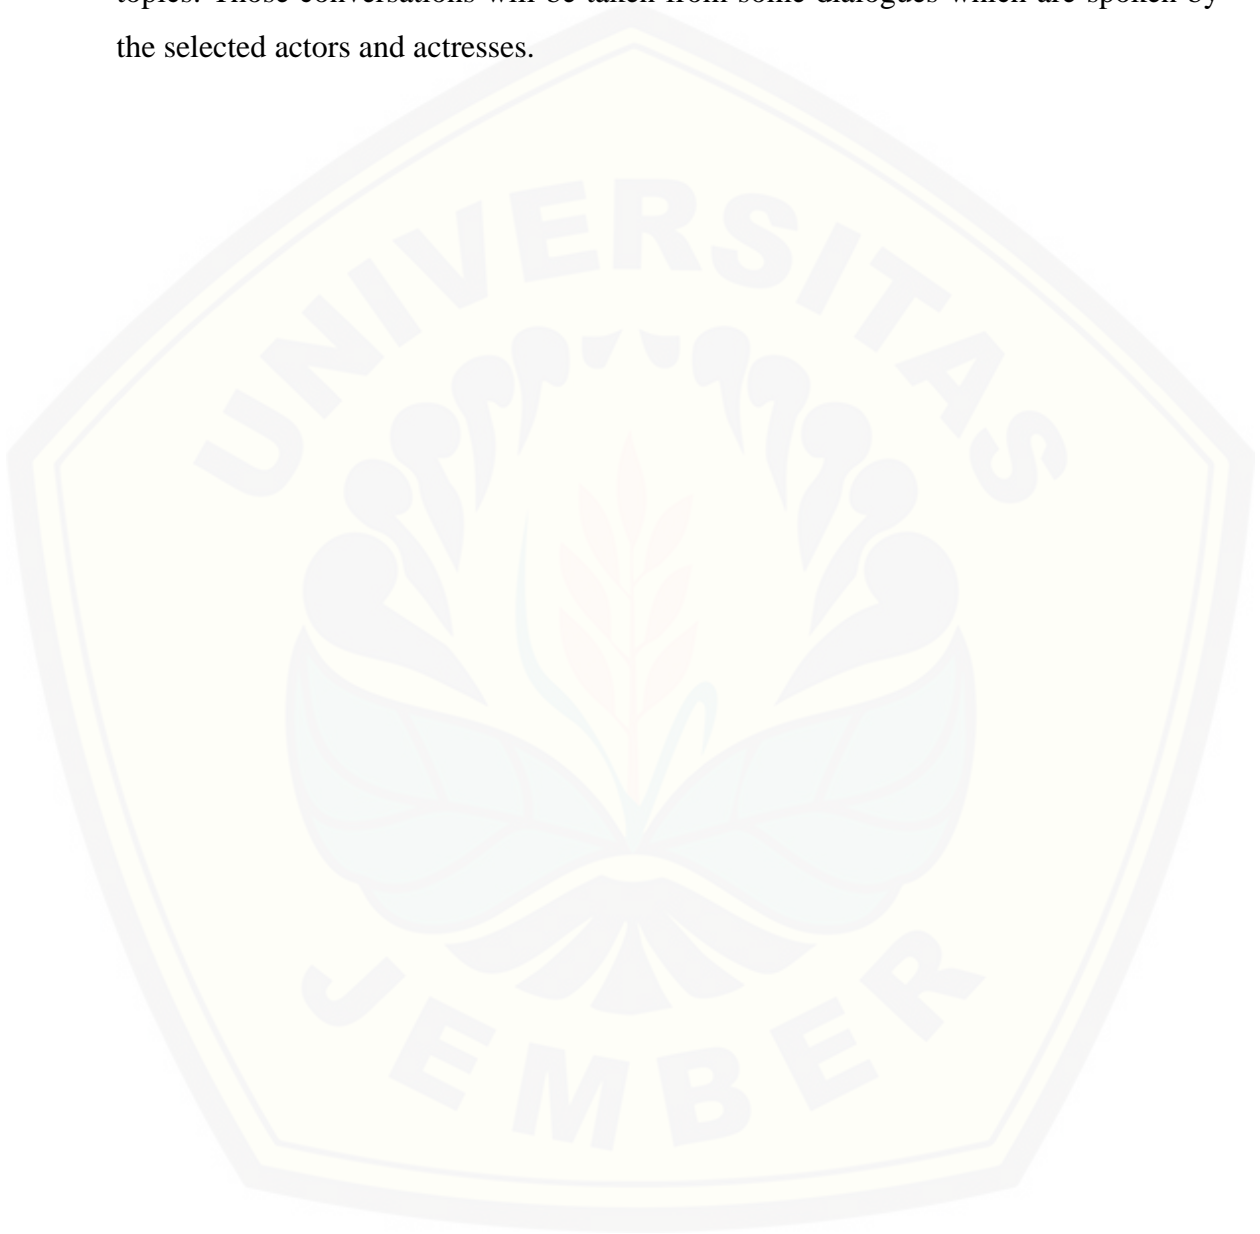 topics. Those conversations will be taken from some dialogues which are spoken by
the selected actors and actresses.
UNIVERSITAS
JEMBER